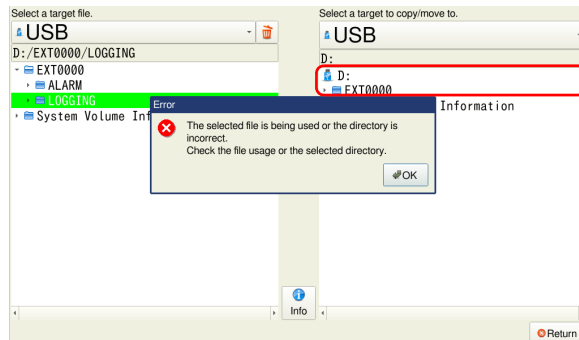 Select a target file.
USB
D:/EXT0000/LOGGING
EXT0000
ALARM
LOGGING
System Volume Inf
Select a target to copy/move to.
USB
D:
D:
EXT0000
Information
Error
The selected file is being used or the directory is
incorrect.
Check the file usage or the selected directory.
OK
Info
Return